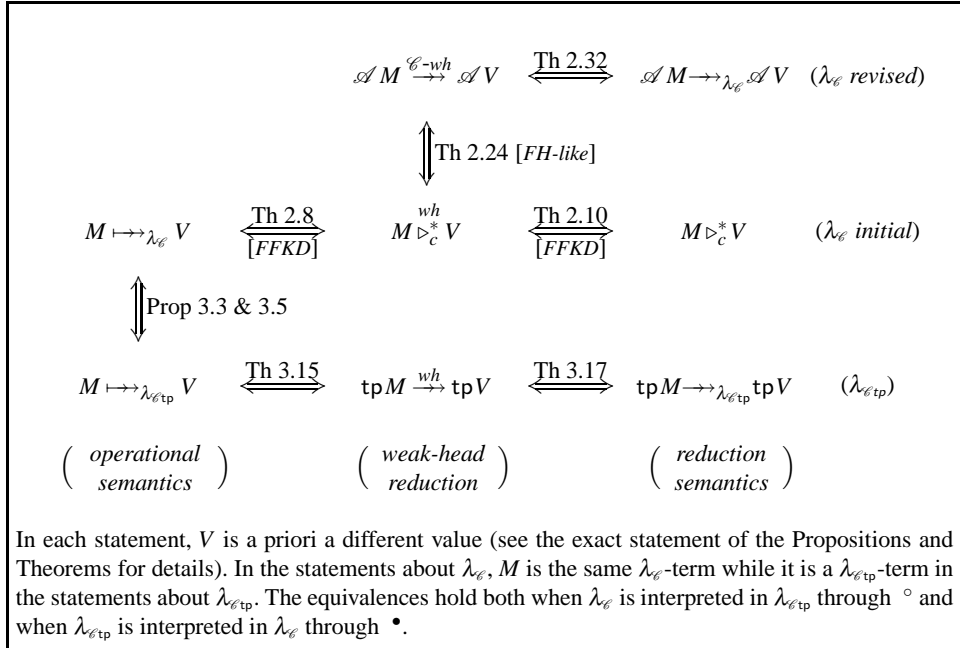 𝒜 M 𝒞-wh ↠ 𝒜 V ⟺ Th 2.32 𝒜 M ↠λ𝒞 𝒜 V (λ𝒞 revised)
⇕ Th 2.24 [FH-like]
M ⟼↠λ𝒞 V ⟺ Th 2.8 [FFKD] M wh ▷*c V ⟺ Th 2.10 [FFKD] M ▷*c V (λ𝒞 initial)
⇕ Prop 3.3 & 3.5
M ⟼↠λ𝒞tp V ⟺ Th 3.15 tp M wh ↠ tp V ⟺ Th 3.17 tp M ↠λ𝒞tp tp V (λ𝒞tp)
( operational semantics ) ( weak-head reduction ) ( reduction semantics )
In each statement, V is a priori a different value (see the exact statement of the Propositions and
Theorems for details). In the statements about λ𝒞, M is the same λ𝒞-term while it is a λ𝒞tp-term in
the statements about λ𝒞tp. The equivalences hold both when λ𝒞 is interpreted in λ𝒞tp through ° and
when λ𝒞tp is interpreted in λ𝒞 through •.